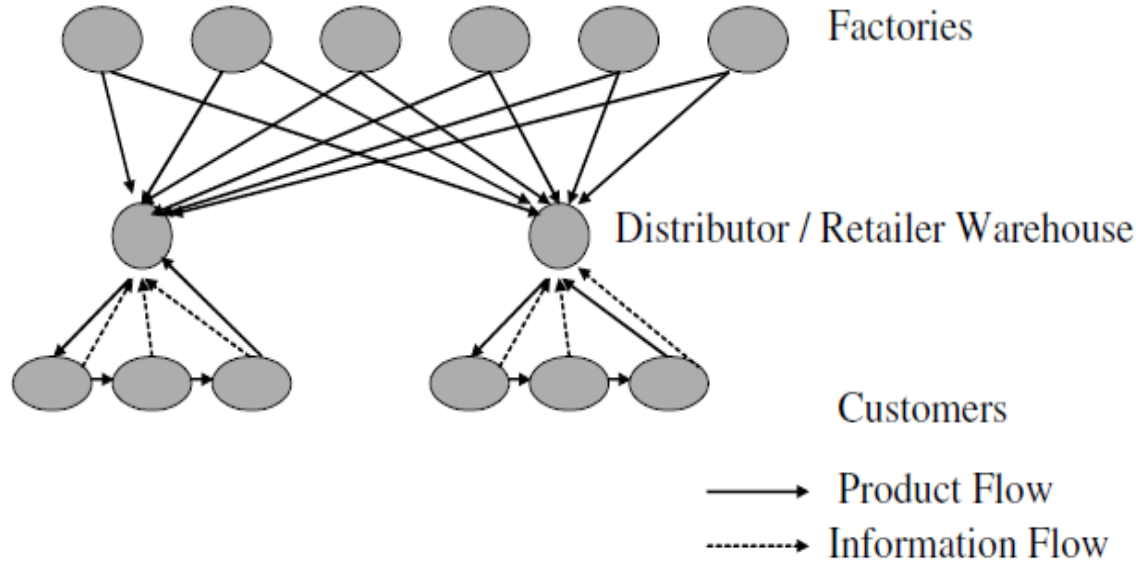 Factories
Distributor / Retailer Warehouse
Customers
Product Flow
Information Flow